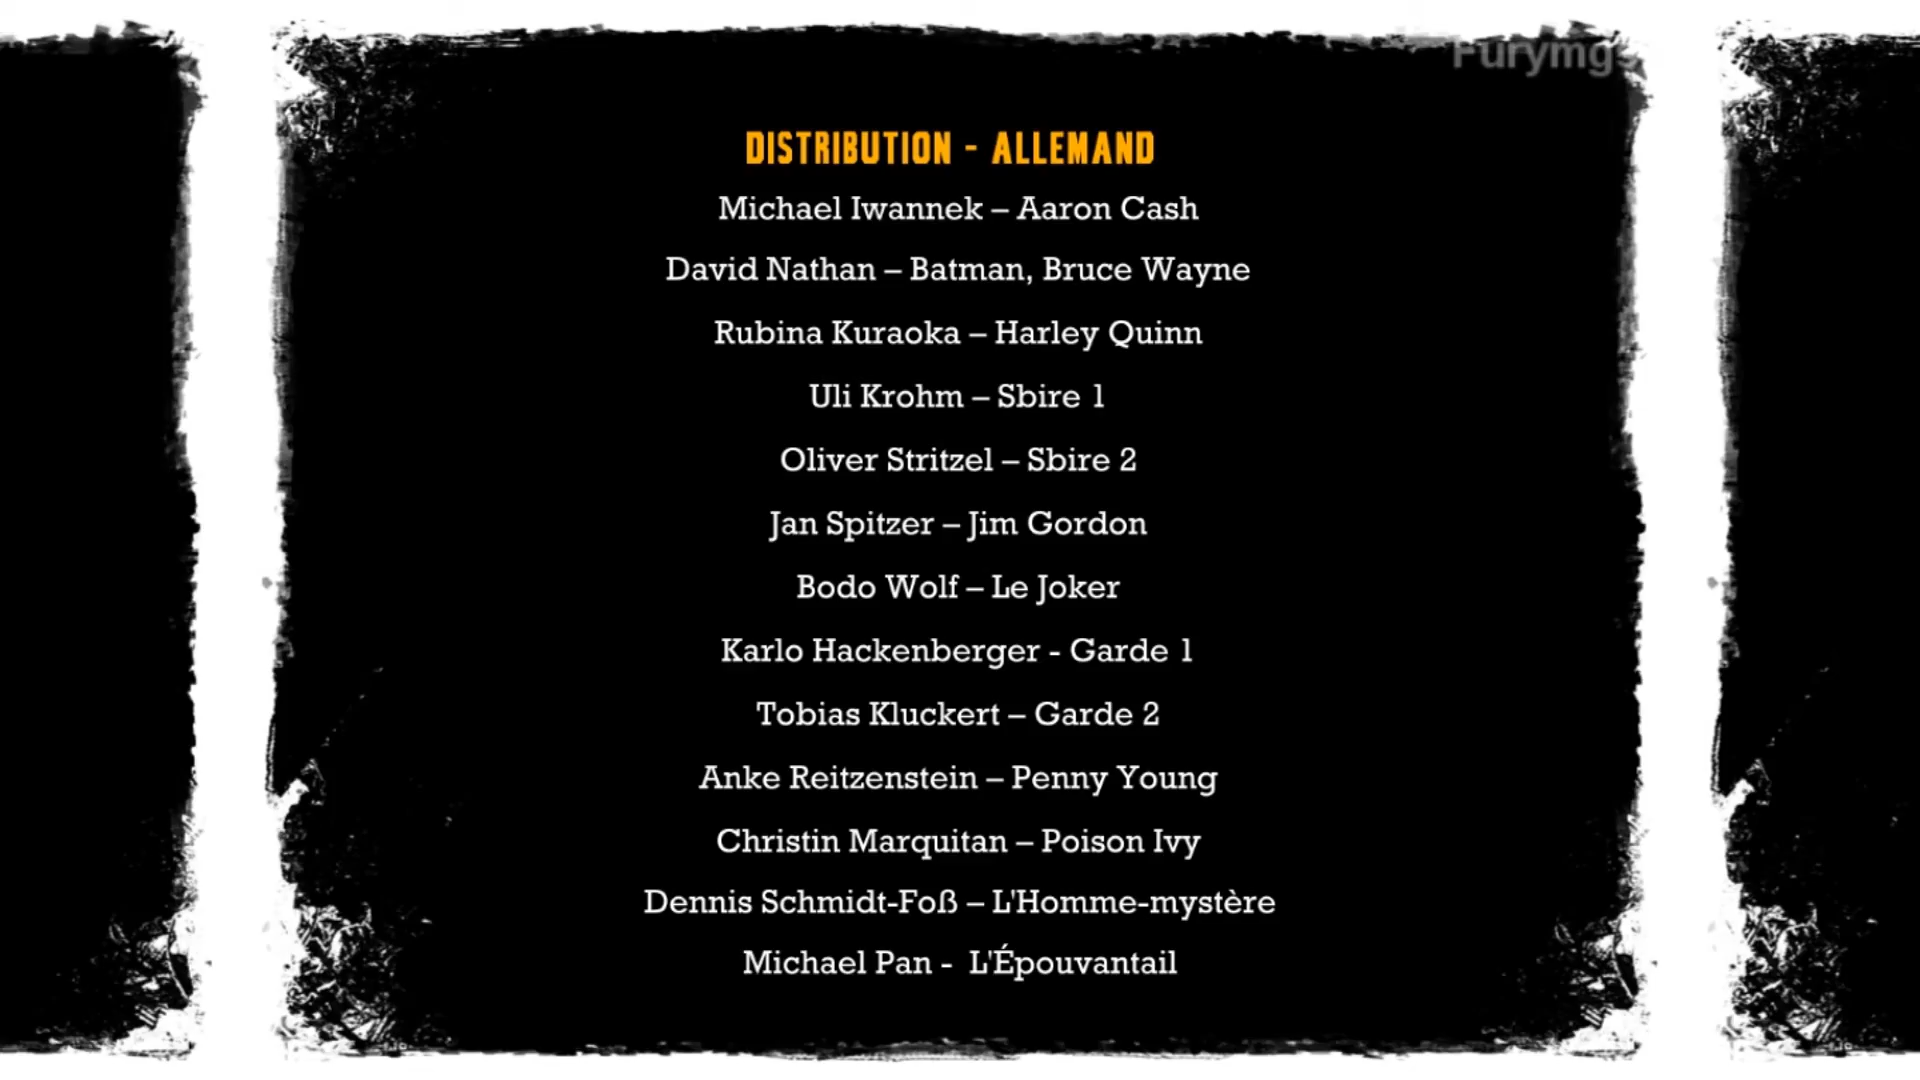 Furymgs
DISTRIBUTION - ALLEMAND
Michael Iwannek – Aaron Cash
David Nathan – Batman, Bruce Wayne
Rubina Kuraoka – Harley Quinn
Uli Krohm – Sbire 1
Oliver Stritzel – Sbire 2
Jan Spitzer – Jim Gordon
Bodo Wolf – Le Joker
Karlo Hackenberger - Garde 1
Tobias Kluckert – Garde 2
Anke Reitzenstein – Penny Young
Christin Marquitan – Poison Ivy
Dennis Schmidt-Foß – L'Homme-mystère
Michael Pan - L'Épouvantail